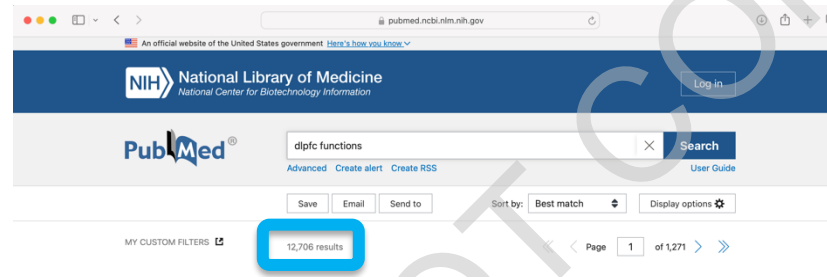 pubmed.ncbi.nlm.nih.gov
An official website of the United States government Here's how you know
NIH National Library of Medicine
National Center for Biotechnology Information
Log in
PubMed®
dlpfc functions
Search
Advanced Create alert Create RSS
User Guide
Save Email Send to Sort by: Best match Display options
MY CUSTOM FILTERS 12,706 results Page 1 of 1,271